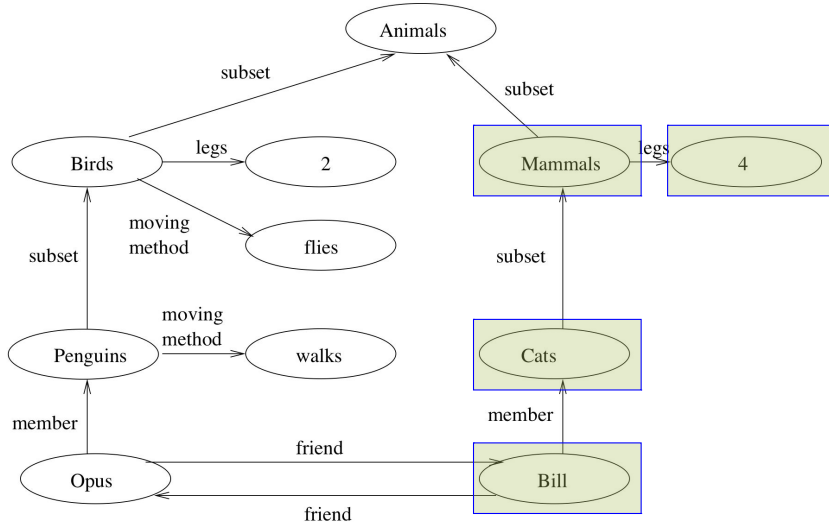 Animals
subset
subset
Birds
legs
2
Mammals
legs
4
moving
method
flies
subset
subset
moving
method
Penguins
walks
Cats
member
member
friend
Opus
Bill
friend